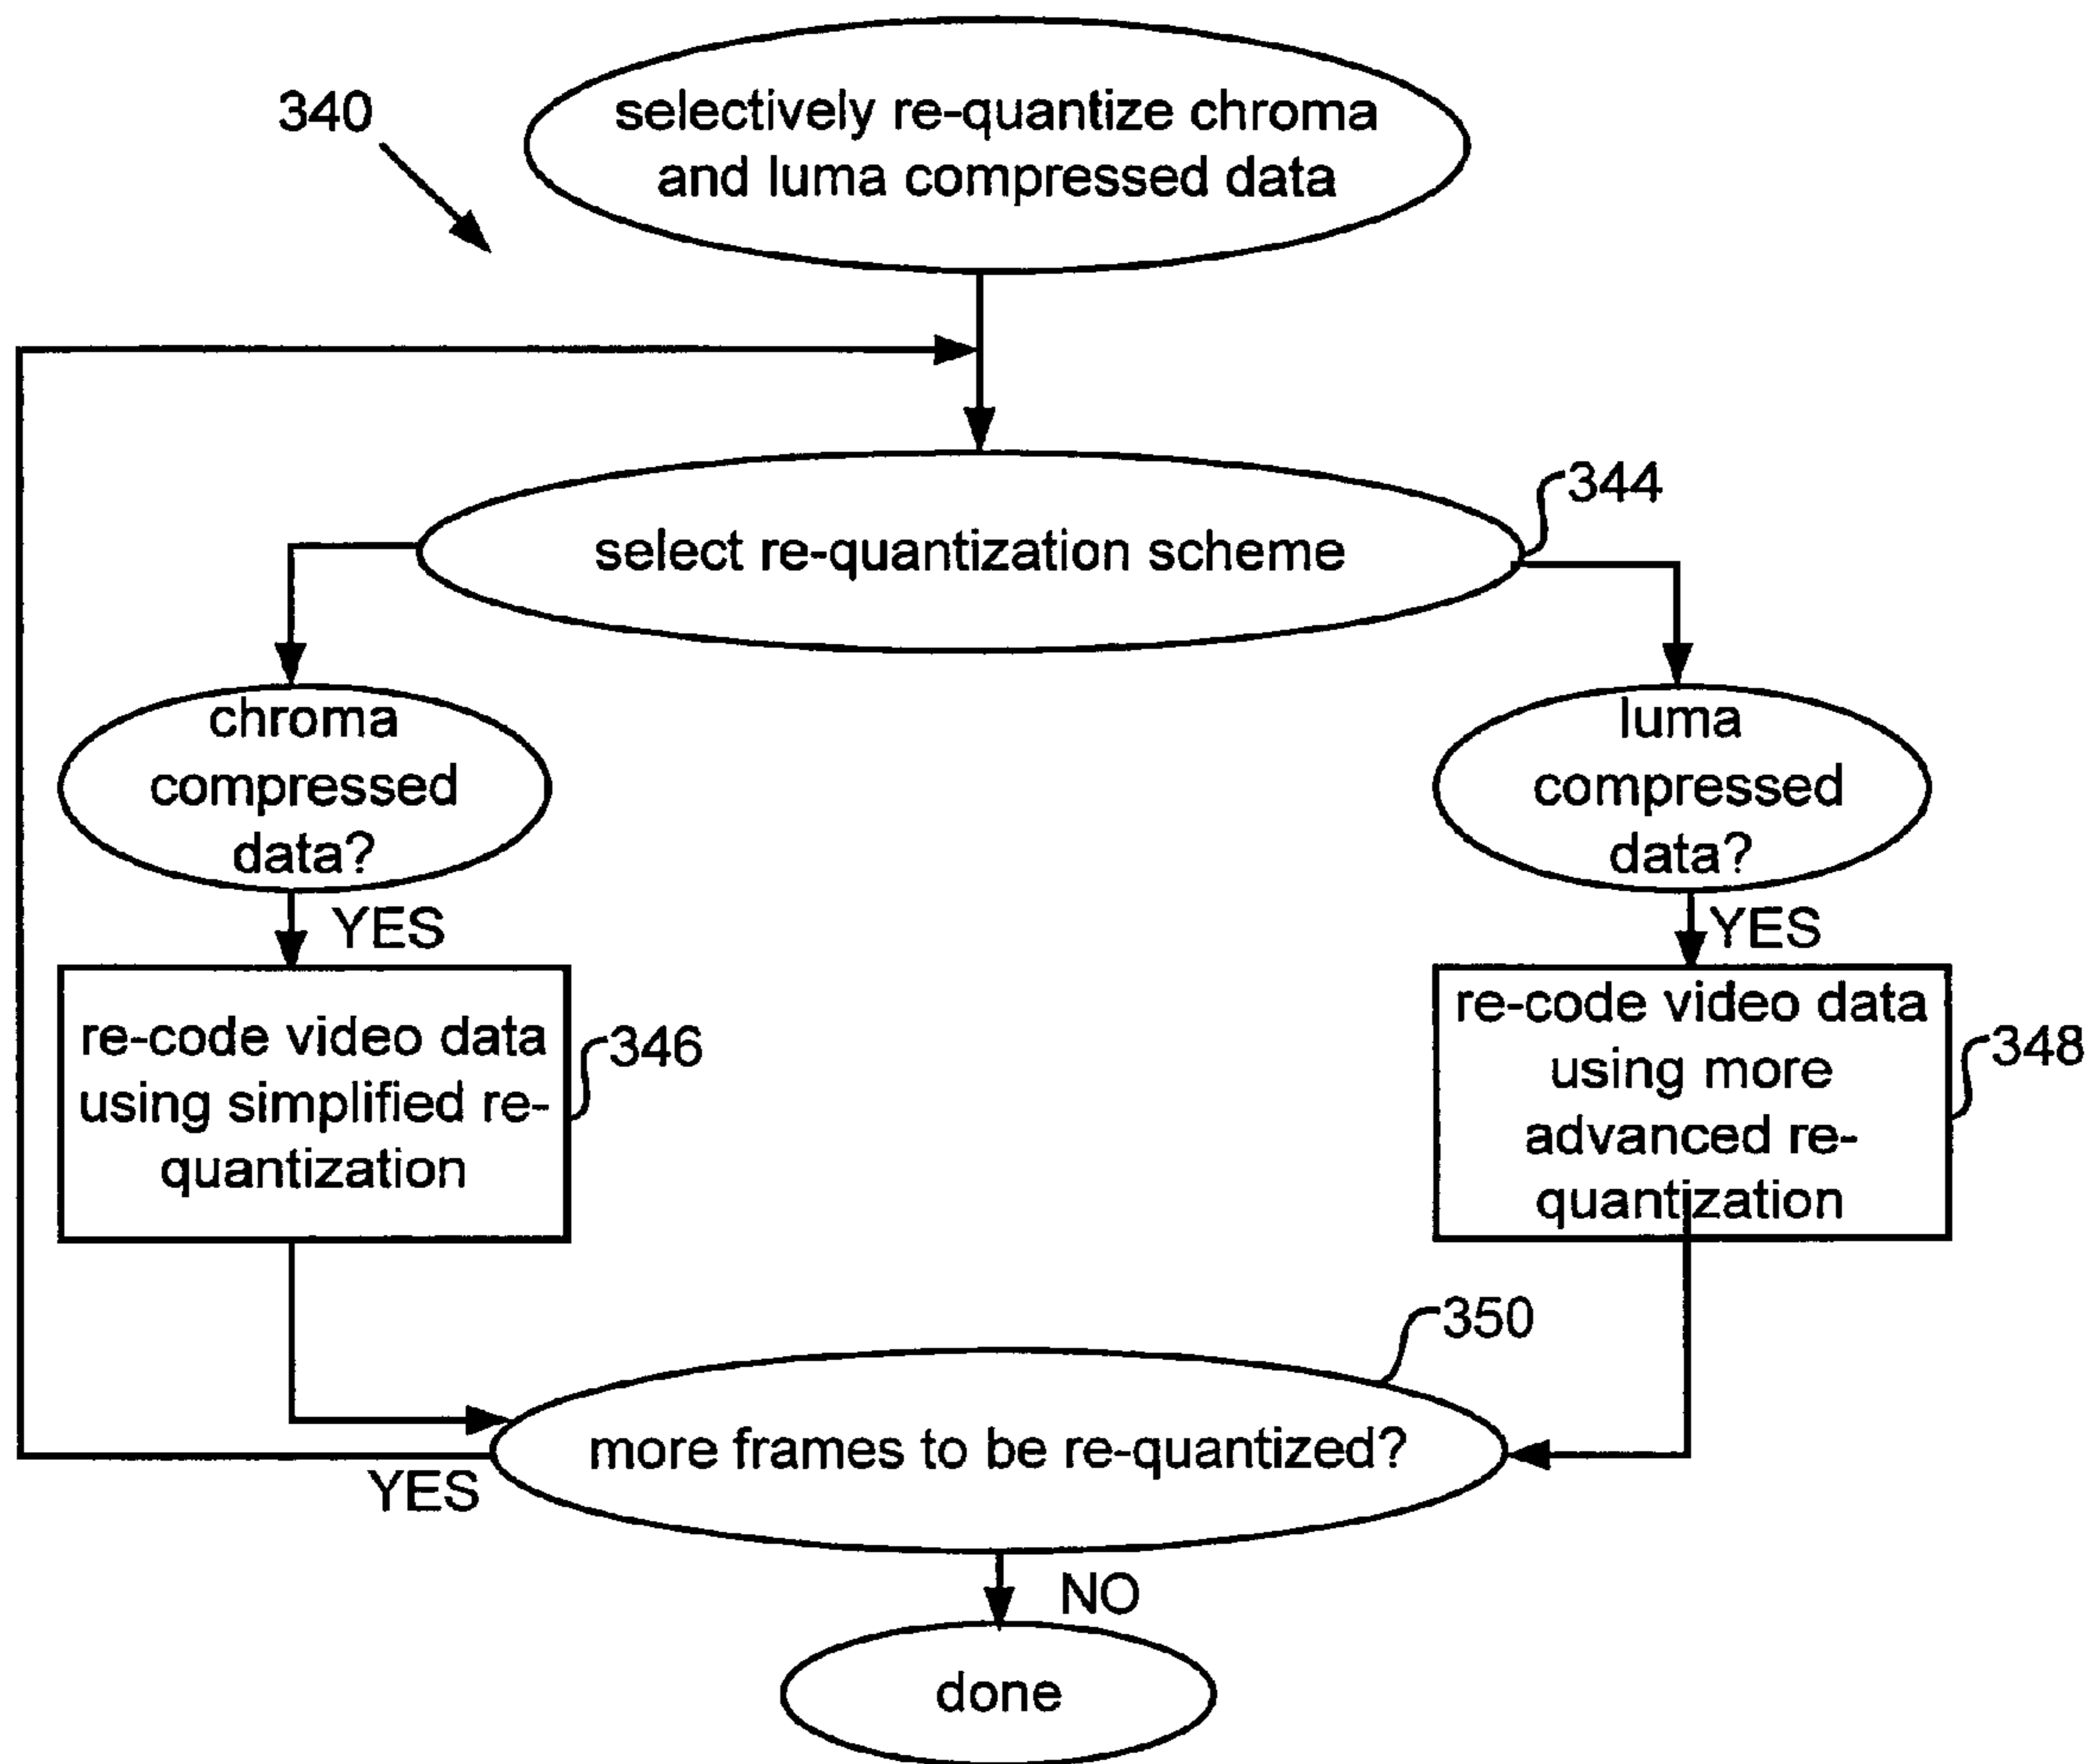 340
selectively re-quantize chroma
and luma compressed data
344
select re-quantization scheme
chroma
compressed
data?
luma
compressed
data?
YES
YES
re-code video data
using simplified re-
quantization
346
re-code video data
using more
advanced re-
quantization
348
350
more frames to be re-quantized?
YES
NO
done